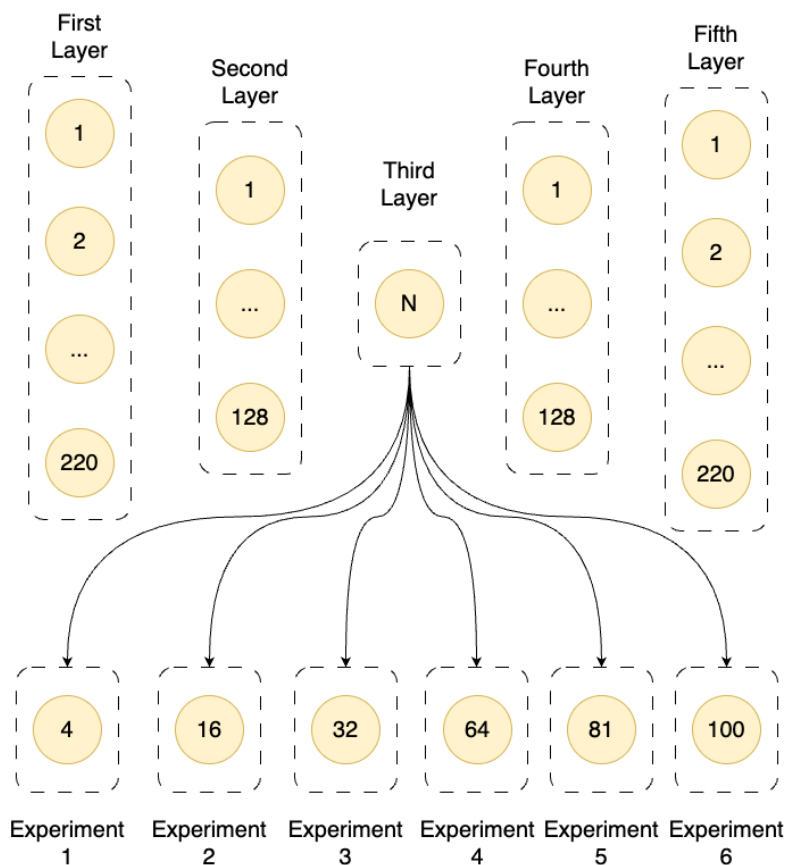 First
Layer
1
2
...
220
Second
Layer
1
...
128
Third
Layer
N
Fourth
Layer
1
...
128
Fifth
Layer
1
2
...
220
4
16
32
64
81
100
Experiment
1
Experiment
2
Experiment
3
Experiment
4
Experiment
5
Experiment
6